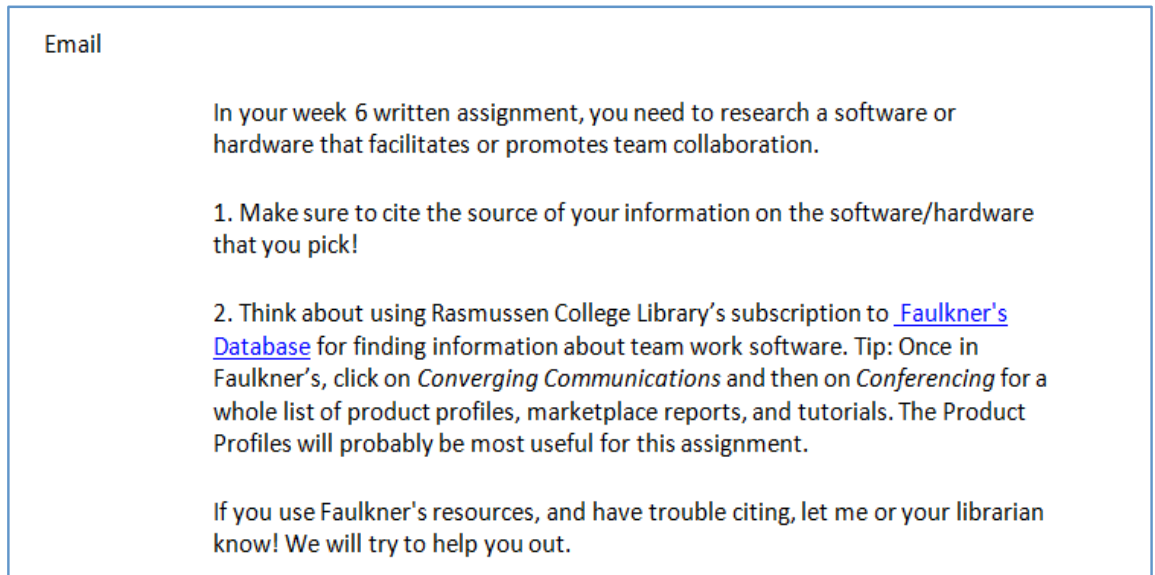 Email
In your week 6 written assignment, you need to research a software or
hardware that facilitates or promotes team collaboration.
1. Make sure to cite the source of your information on the software/hardware
that you pick!
2. Think about using Rasmussen College Library’s subscription to  Faulkner's
Database for finding information about team work software. Tip: Once in
Faulkner’s, click on Converging Communications and then on Conferencing for a
whole list of product profiles, marketplace reports, and tutorials. The Product
Profiles will probably be most useful for this assignment.
If you use Faulkner's resources, and have trouble citing, let me or your librarian
know! We will try to help you out.